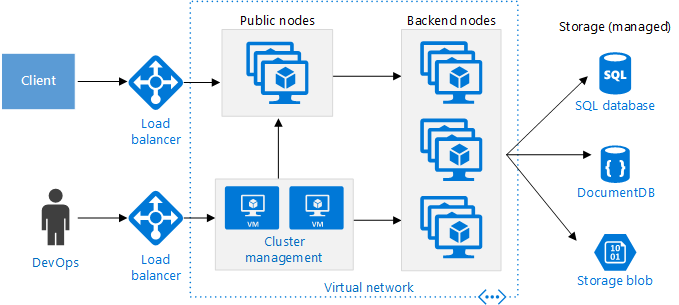 Public nodes
Backend nodes
Storage (managed)
Client
Load
balancer
SQL
SQL database
{ }
DocumentDB
DevOps
Load
balancer
VM
VM
Cluster
management
10
01
Storage blob
Virtual network